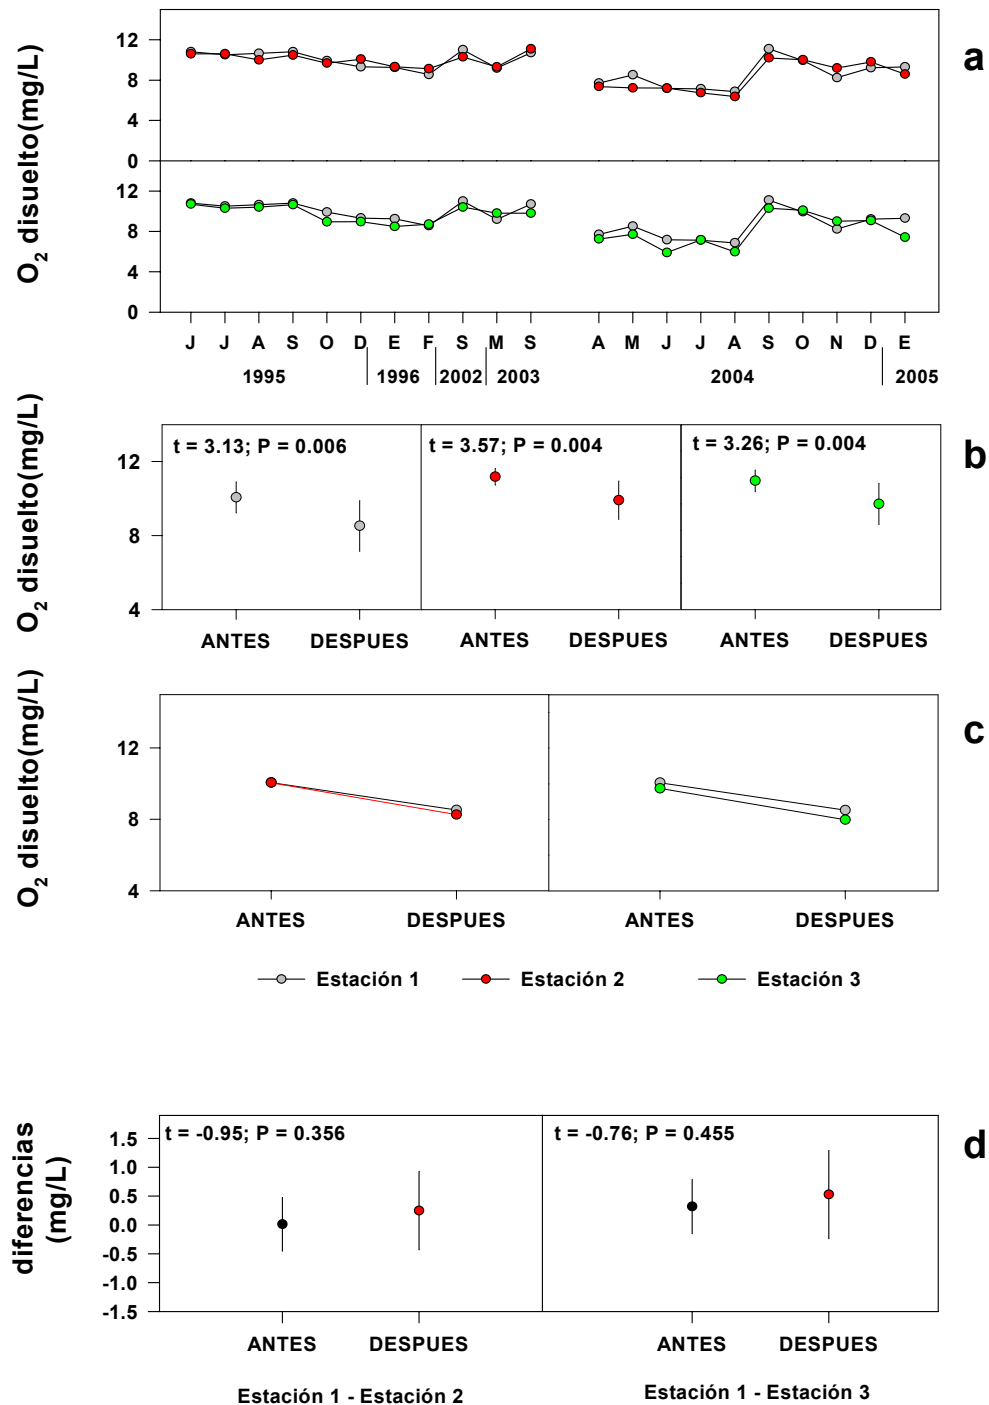 O2 disuelto(mg/L)
a
12
8
4
0
12
8
4
0
J J A S O D E F S M S A M J J A S O N D E
1995 1996 2002 2003 2004 2005
O2 disuelto(mg/L)
b
t = 3.13; P = 0.006 t = 3.57; P = 0.004 t = 3.26; P = 0.004
12
8
4
ANTES DESPUES ANTES DESPUES ANTES DESPUES
O2 disuelto(mg/L)
c
12
8
4
ANTES DESPUES ANTES DESPUES
Estación 1 Estación 2 Estación 3
diferencias
(mg/L)
d
t = -0.95; P = 0.356 t = -0.76; P = 0.455
1.5
1.0
0.5
0.0
-0.5
-1.0
-1.5
ANTES DESPUES ANTES DESPUES
Estación 1 - Estación 2 Estación 1 - Estación 3